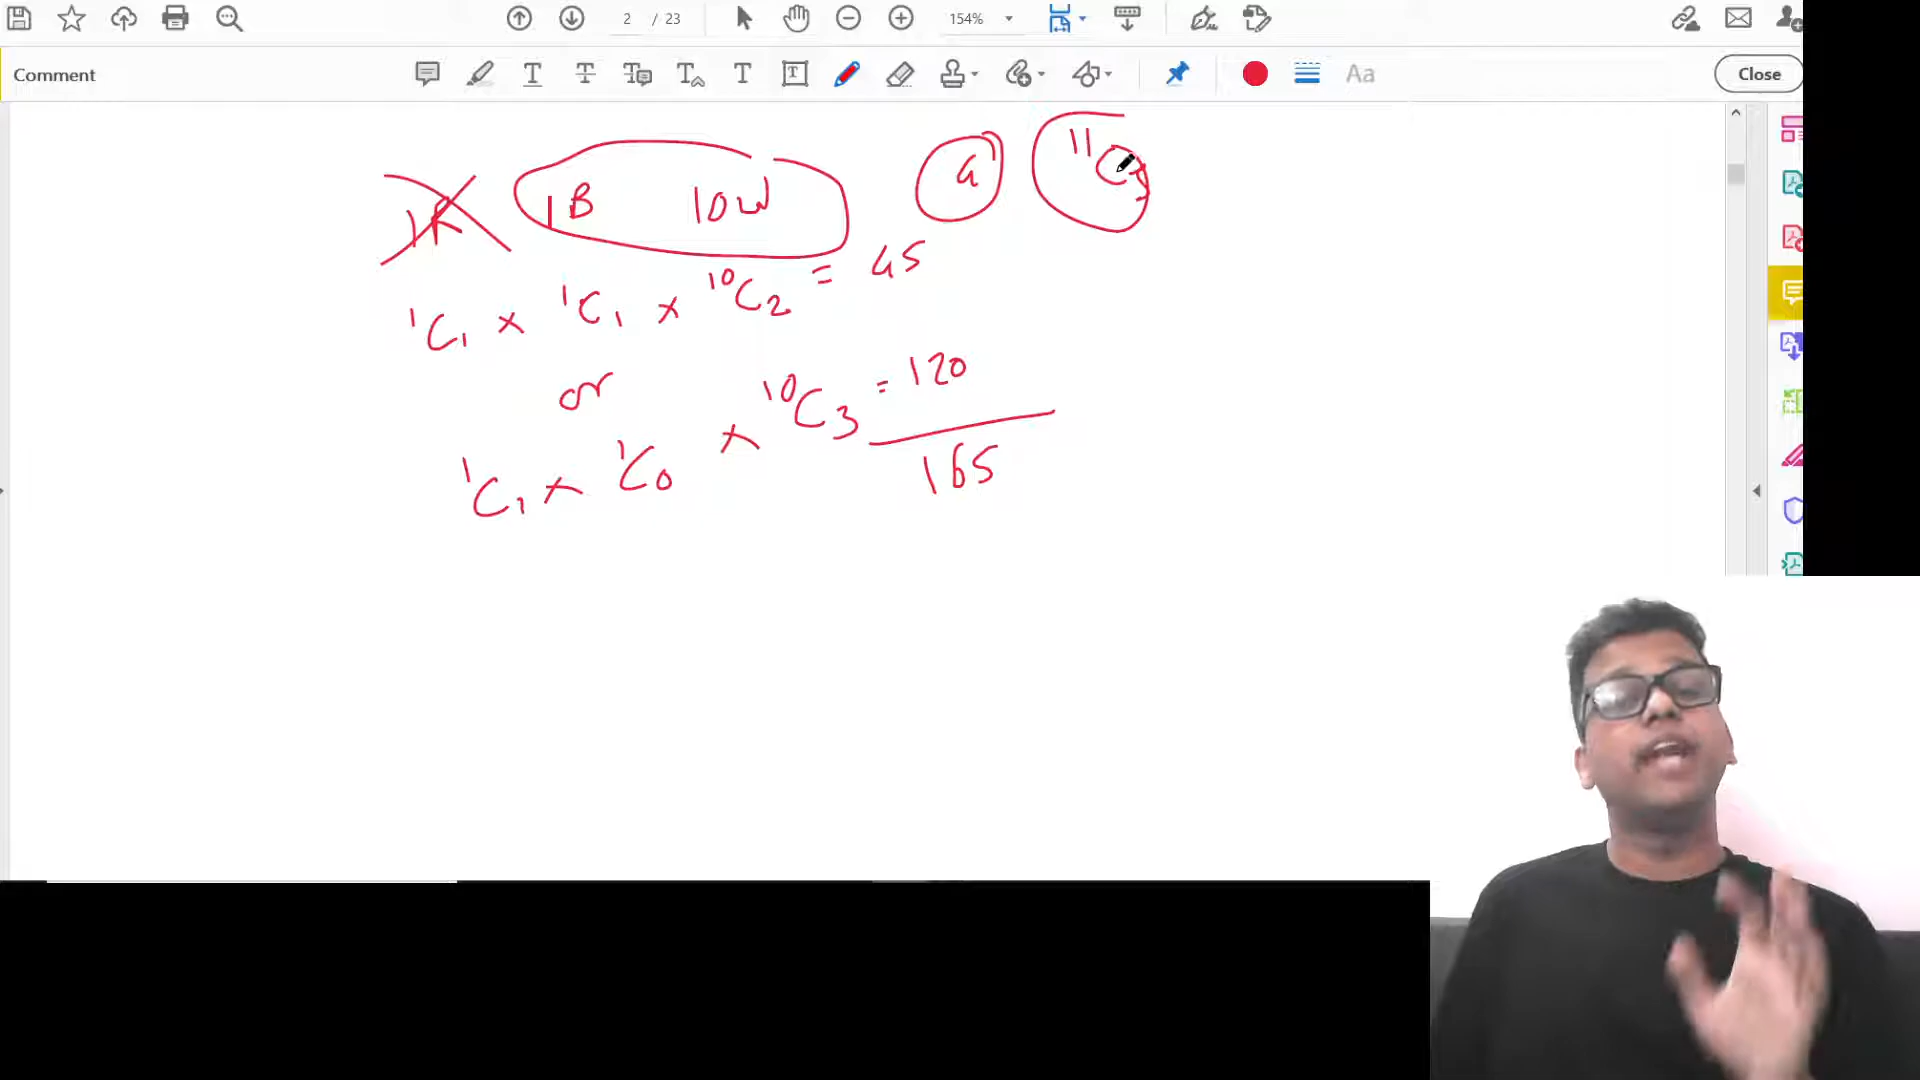 2 / 23
154%
Comment
Aa
Close
1R 1B 10W 4 ¹¹C₃
¹C₁ × ¹C₁ × ¹⁰C₂ = 45
or
¹C₁ × ¹C₀ × ¹⁰C₃ = 120
165